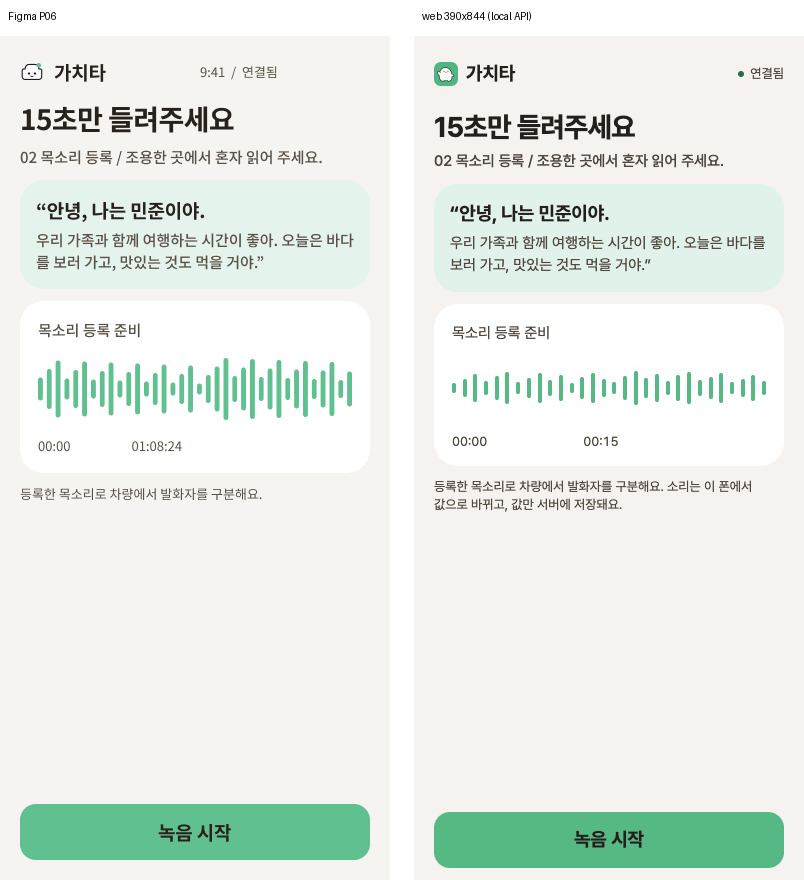 Figma P06
가치타
9:41 / 연결됨
15초만 들려주세요
02 목소리 등록 / 조용한 곳에서 혼자 읽어 주세요.
“안녕, 나는 민준이야.
우리 가족과 함께 여행하는 시간이 좋아. 오늘은 바다
를 보러 가고, 맛있는 것도 먹을 거야.”
목소리 등록 준비
00:00
01:08:24
등록한 목소리로 차량에서 발화자를 구분해요.
녹음 시작
web 390x844 (local API)
가치타
연결됨
15초만 들려주세요
02 목소리 등록 / 조용한 곳에서 혼자 읽어 주세요.
“안녕, 나는 민준이야.
우리 가족과 함께 여행하는 시간이 좋아. 오늘은 바다를
보러 가고, 맛있는 것도 먹을 거야.”
목소리 등록 준비
00:00
00:15
등록한 목소리로 차량에서 발화자를 구분해요. 소리는 이 폰에서
값으로 바뀌고, 값만 서버에 저장돼요.
녹음 시작